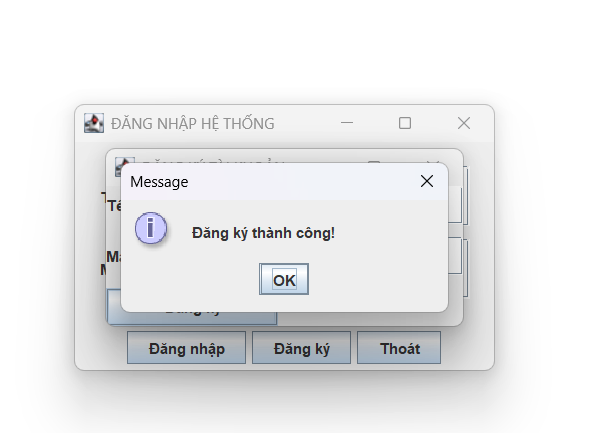 ĐĂNG NHẬP HỆ THỐNG
Message
Đăng ký thành công!
OK
Đăng nhập
Đăng ký
Thoát